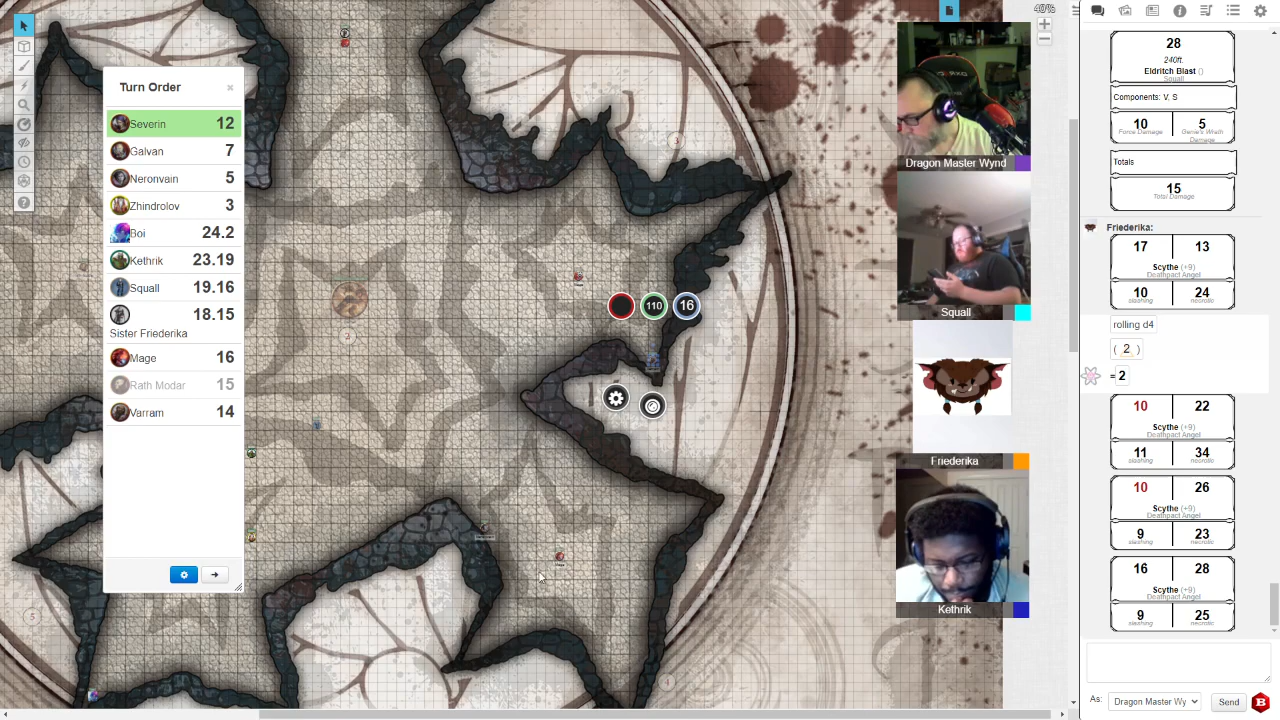 40%
Turn Order ×
Severin 12
Galvan 7
Neronvain 5
Zhindrolov 3
Boi 24.2
Kethrik 23.19
Squall 19.16
18.15
Sister Friederika
Mage 16
Rath Modar 15
Varram 14
3
2
5
110
16
Dragon Master Wynd
Squall
Friederika
Kethrik
28
240ft.
Eldritch Blast ()
Squall
Components: V, S
10 5
Force Damage Genie's Wrath
Damage
Totals
15
Total Damage
Friederika:
17 13
Scythe (+9)
Deathpact Angel
10 24
slashing necrotic
rolling d4
( 2 )
= 2
10 22
Scythe (+9)
Deathpact Angel
11 34
slashing necrotic
10 26
Scythe (+9)
Deathpact Angel
9 23
slashing necrotic
16 28
Scythe (+9)
Deathpact Angel
9 25
slashing necrotic
As: Dragon Master Wy Send